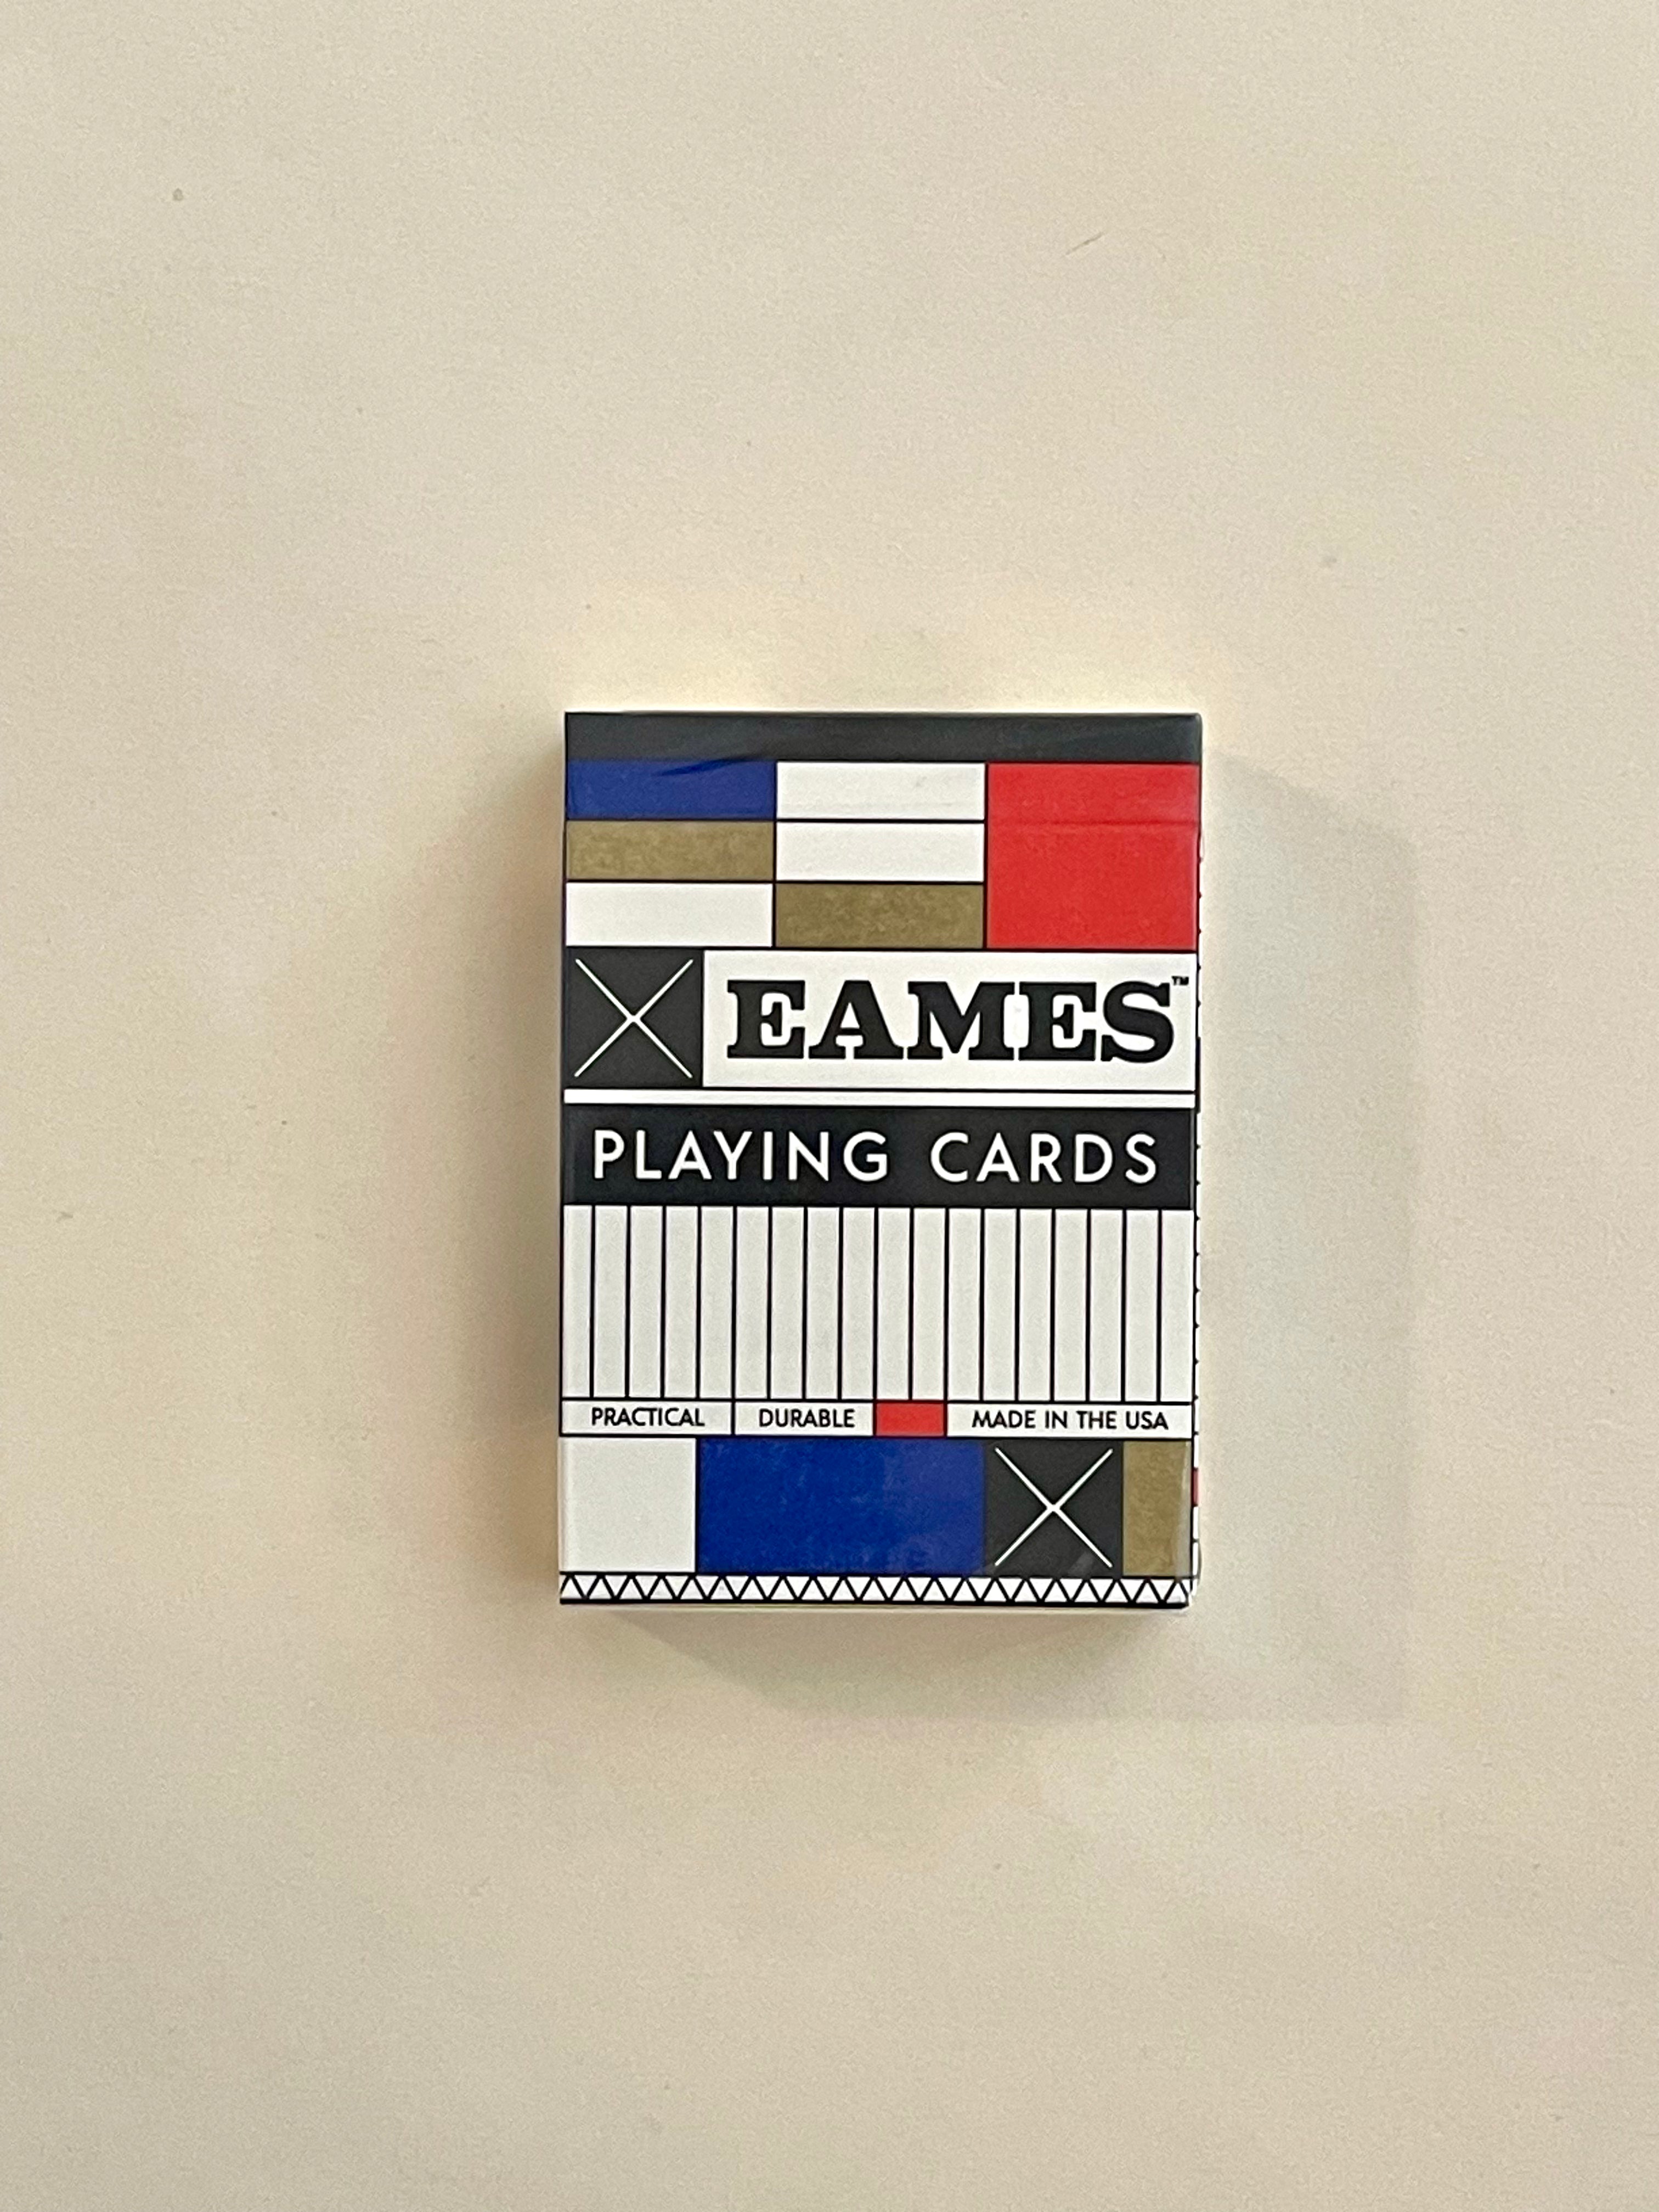 EAMES™
PLAYING CARDS
PRACTICAL DURABLE MADE IN THE USA